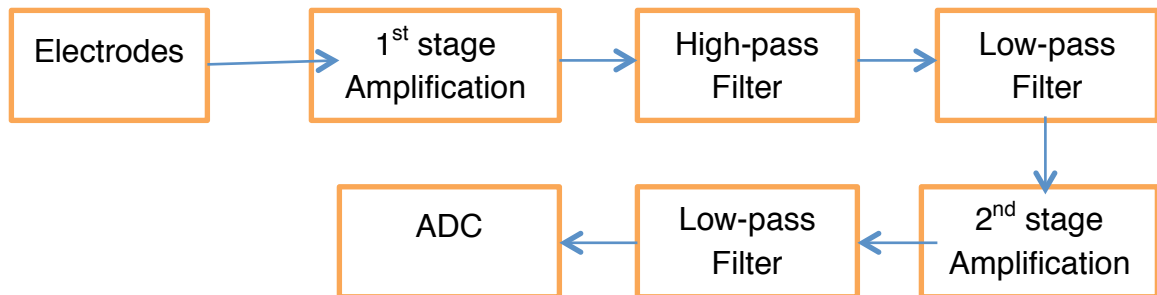 Electrodes
1st stage
Amplification
High-pass
Filter
Low-pass
Filter
ADC
Low-pass
Filter
2nd stage
Amplification